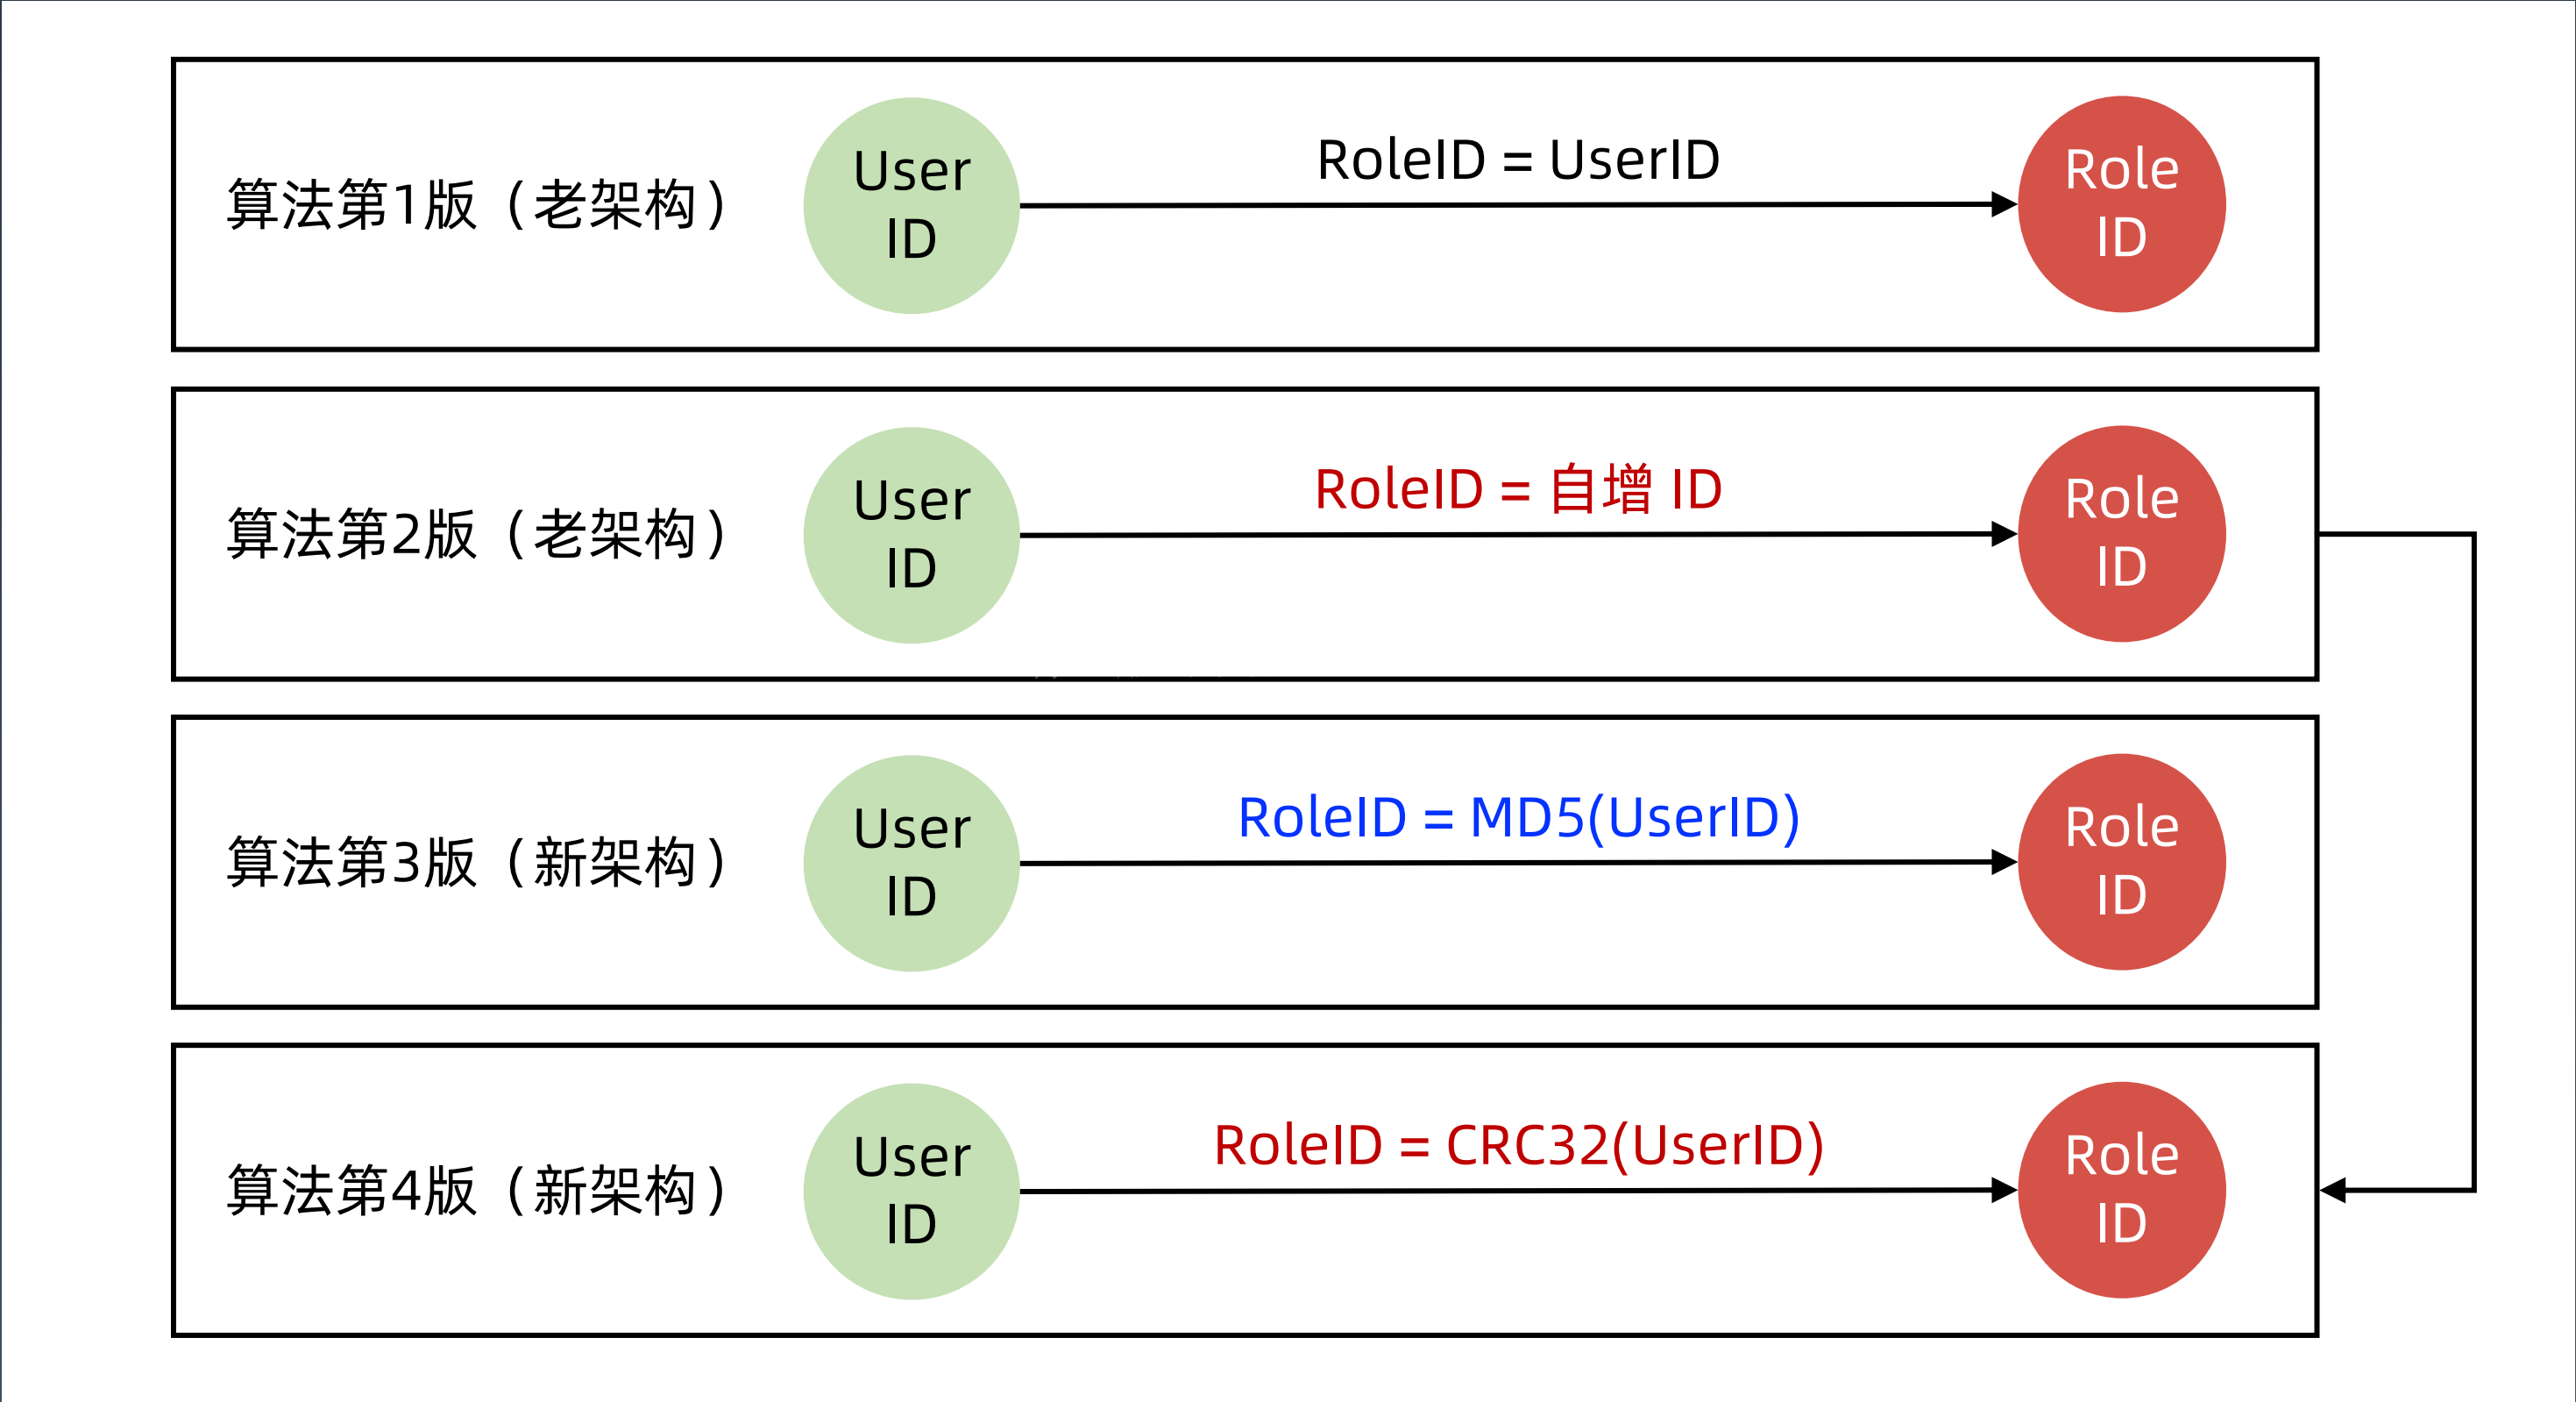 算法第1版（老架构）
User
ID
RoleID = UserID
Role
ID
算法第2版（老架构）
User
ID
RoleID = 自增 ID
Role
ID
算法第3版（新架构）
User
ID
RoleID = MD5(UserID)
Role
ID
算法第4版（新架构）
User
ID
RoleID = CRC32(UserID)
Role
ID